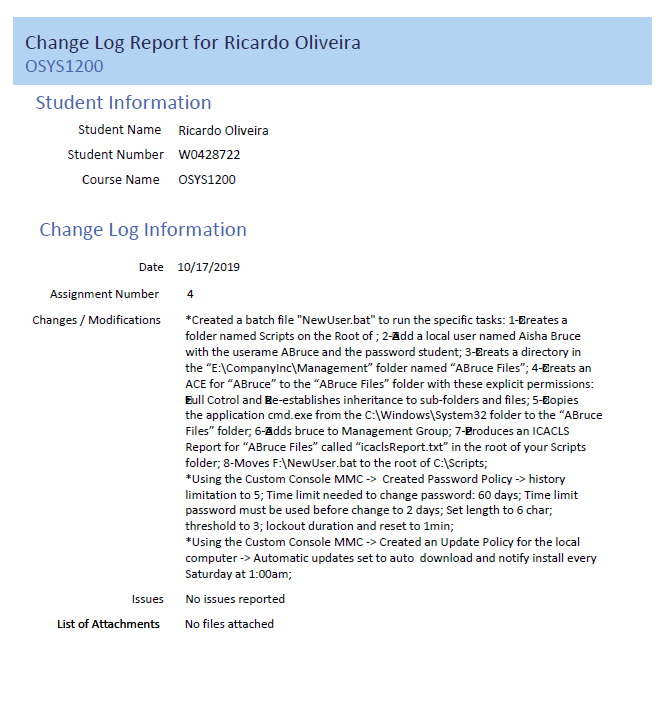 Change Log Report for Ricardo Oliveira
OSYS1200
Student Information
Student Name Ricardo Oliveira
Student Number W0428722
Course Name OSYS1200
Change Log Information
Date 10/17/2019
Assignment Number 4
Changes / Modifications *Created a batch file "NewUser.bat" to run the specific tasks: 1-Creates a
folder named Scripts on the Root of ; 2-Add a local user named Aisha Bruce
with the username ABruce and the password student; 3-Creats a directory in
the “E:\CompanyInc\Management” folder named “ABruce Files”; 4-Creats an
ACE for “ABruce” to the “ABruce Files” folder with these explicit permissions:
Full Cotrol and Re-establishes inheritance to sub-folders and files; 5-Copies
the application cmd.exe from the C:\Windows\System32 folder to the “ABruce
Files” folder; 6-Adds bruce to Management Group; 7-Produces an ICACLS
Report for “ABruce Files” called “icaclsReport.txt” in the root of your Scripts
folder; 8-Moves F:\NewUser.bat to the root of C:\Scripts;
*Using the Custom Console MMC -> Created Password Policy -> history
limitation to 5; Time limit needed to change password: 60 days; Time limit
password must be used before change to 2 days; Set length to 6 char;
threshold to 3; lockout duration and reset to 1min;
*Using the Custom Console MMC -> Created an Update Policy for the local
computer -> Automatic updates set to auto download and notify install every
Saturday at 1:00am;
Issues No issues reported
List of Attachments No files attached